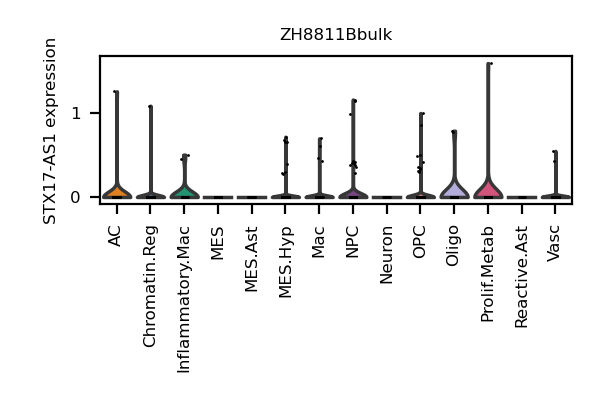 ZH8811Bbulk
STX17-AS1 expression
1
0
AC
Chromatin.Reg
Inflammatory.Mac
MES
MES.Ast
MES.Hyp
Mac
NPC
Neuron
OPC
Oligo
Prolif.Metab
Reactive.Ast
Vasc